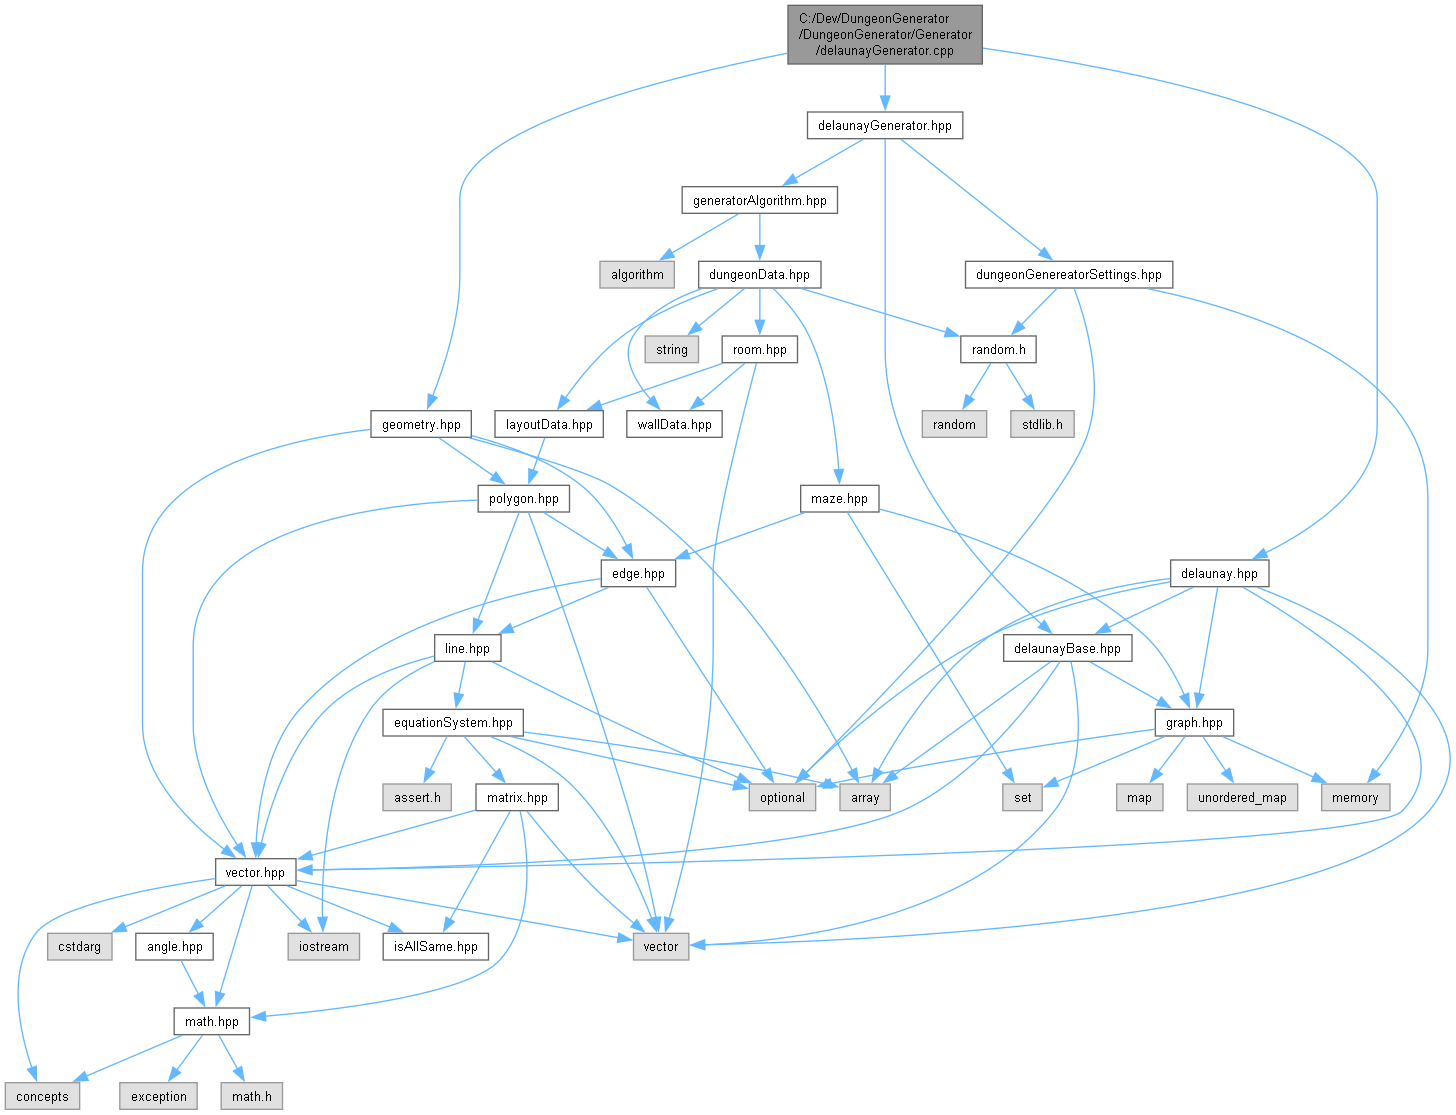 C:/Dev/DungeonGenerator
/DungeonGenerator/Generator
/delaunayGenerator.cpp
delaunayGenerator.hpp
generatorAlgorithm.hpp
algorithm
dungeonData.hpp
dungeonGenereatorSettings.hpp
string
room.hpp
random.h
geometry.hpp
layoutData.hpp
wallData.hpp
random
stdlib.h
polygon.hpp
maze.hpp
edge.hpp
delaunay.hpp
line.hpp
delaunayBase.hpp
equationSystem.hpp
graph.hpp
assert.h
matrix.hpp
optional
array
set
map
unordered_map
memory
vector.hpp
cstdarg
angle.hpp
iostream
isAllSame.hpp
vector
math.hpp
concepts
exception
math.h